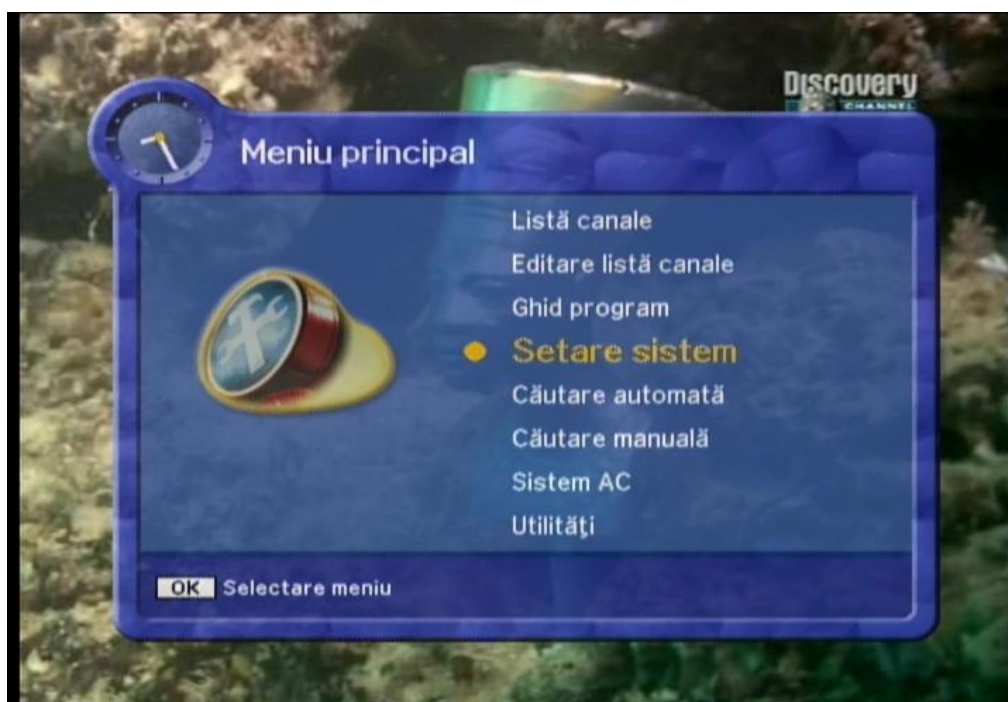 Discovery
CHANNEL
Meniu principal
Listă canale
Editare listă canale
Ghid program
Setare sistem
Căutare automată
Căutare manuală
Sistem AC
Utilităţi
OK Selectare meniu